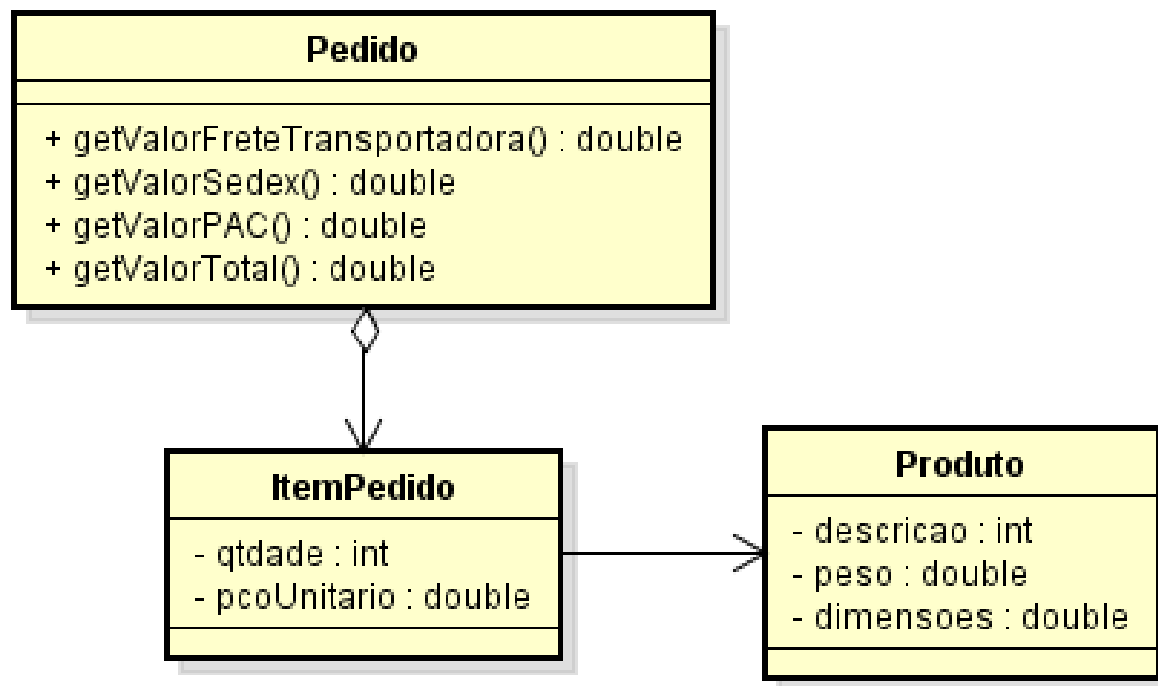 Pedido
+ getValorFreteTransportadora() : double
+ getValorSedex() : double
+ getValorPAC() : double
+ getValorTotal() : double
ItemPedido
- qtdade : int
- pcoUnitario : double
Produto
- descricao : int
- peso : double
- dimensoes : double